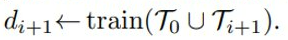 d_{i+1}←train(𝒯_0 ∪ 𝒯_{i+1}).